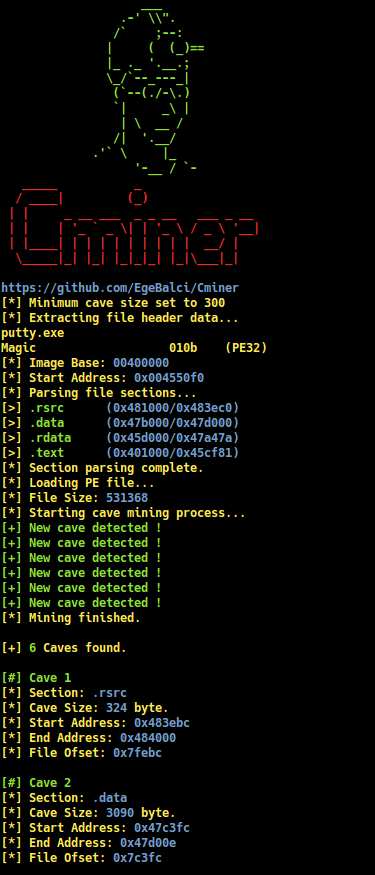 Cminer
https://github.com/EgeBalci/Cminer
[*] Minimum cave size set to 300
[*] Extracting file header data...
putty.exe
Magic 010b (PE32)
[*] Image Base: 00400000
[*] Start Address: 0x004550f0
[*] Parsing file sections...
[>] .rsrc (0x481000/0x483ec0)
[>] .data (0x47b000/0x47d000)
[>] .rdata (0x45d000/0x47a47a)
[>] .text (0x401000/0x45cf81)
[*] Section parsing complete.
[*] Loading PE file...
[*] File Size: 531368
[*] Starting cave mining process...
[+] New cave detected !
[+] New cave detected !
[+] New cave detected !
[+] New cave detected !
[+] New cave detected !
[+] New cave detected !
[*] Mining finished.
[+] 6 Caves found.
[#] Cave 1
[*] Section: .rsrc
[*] Cave Size: 324 byte.
[*] Start Address: 0x483ebc
[*] End Address: 0x484000
[*] File Ofset: 0x7febc
[#] Cave 2
[*] Section: .data
[*] Cave Size: 3090 byte.
[*] Start Address: 0x47c3fc
[*] End Address: 0x47d00e
[*] File Ofset: 0x7c3fc